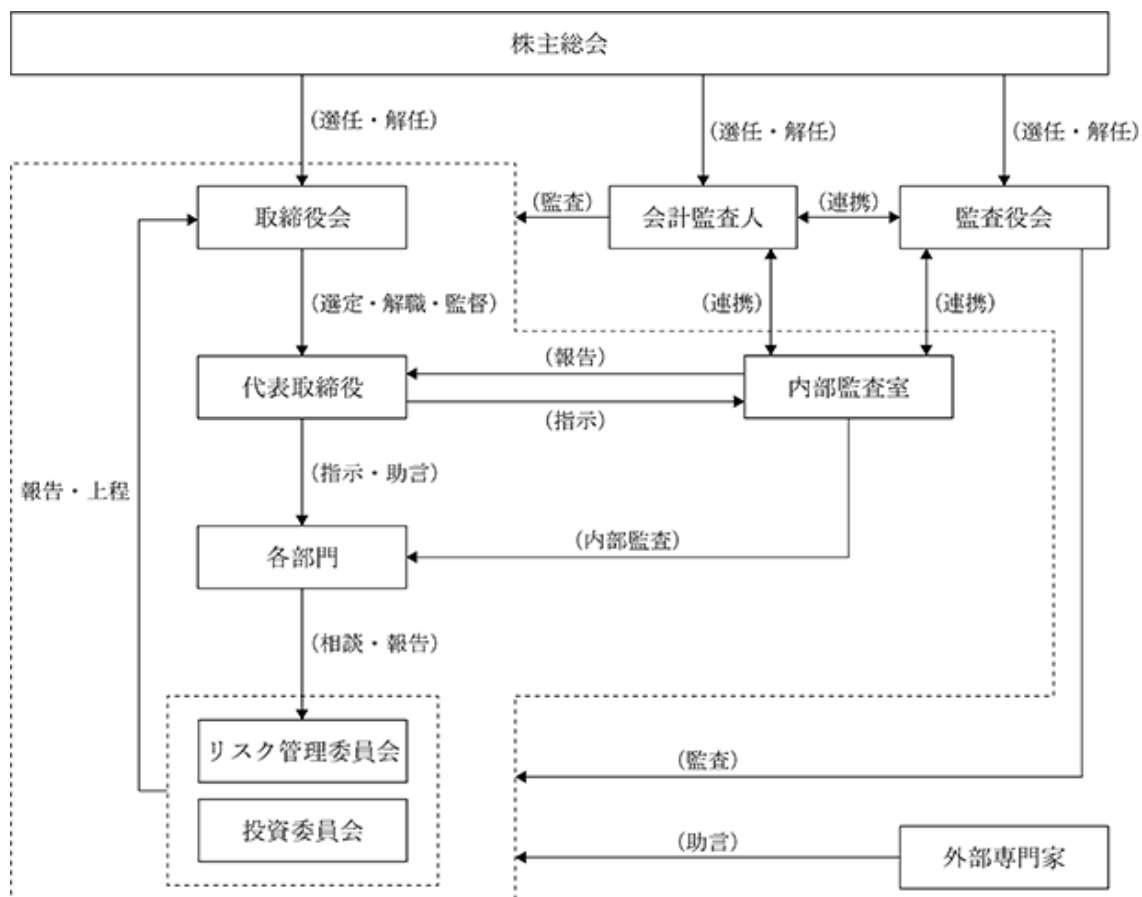 株主総会
(選任・解任)
(選任・解任)
(選任・解任)
取締役会
(監査)
会計監査人
(連携)
監査役会
(選定・解職・監督)
(連携)
(連携)
代表取締役
(報告)
(指示)
内部監査室
(指示・助言)
報告・上程
各部門
(内部監査)
(相談・報告)
リスク管理委員会
(監査)
投資委員会
(助言)
外部専門家